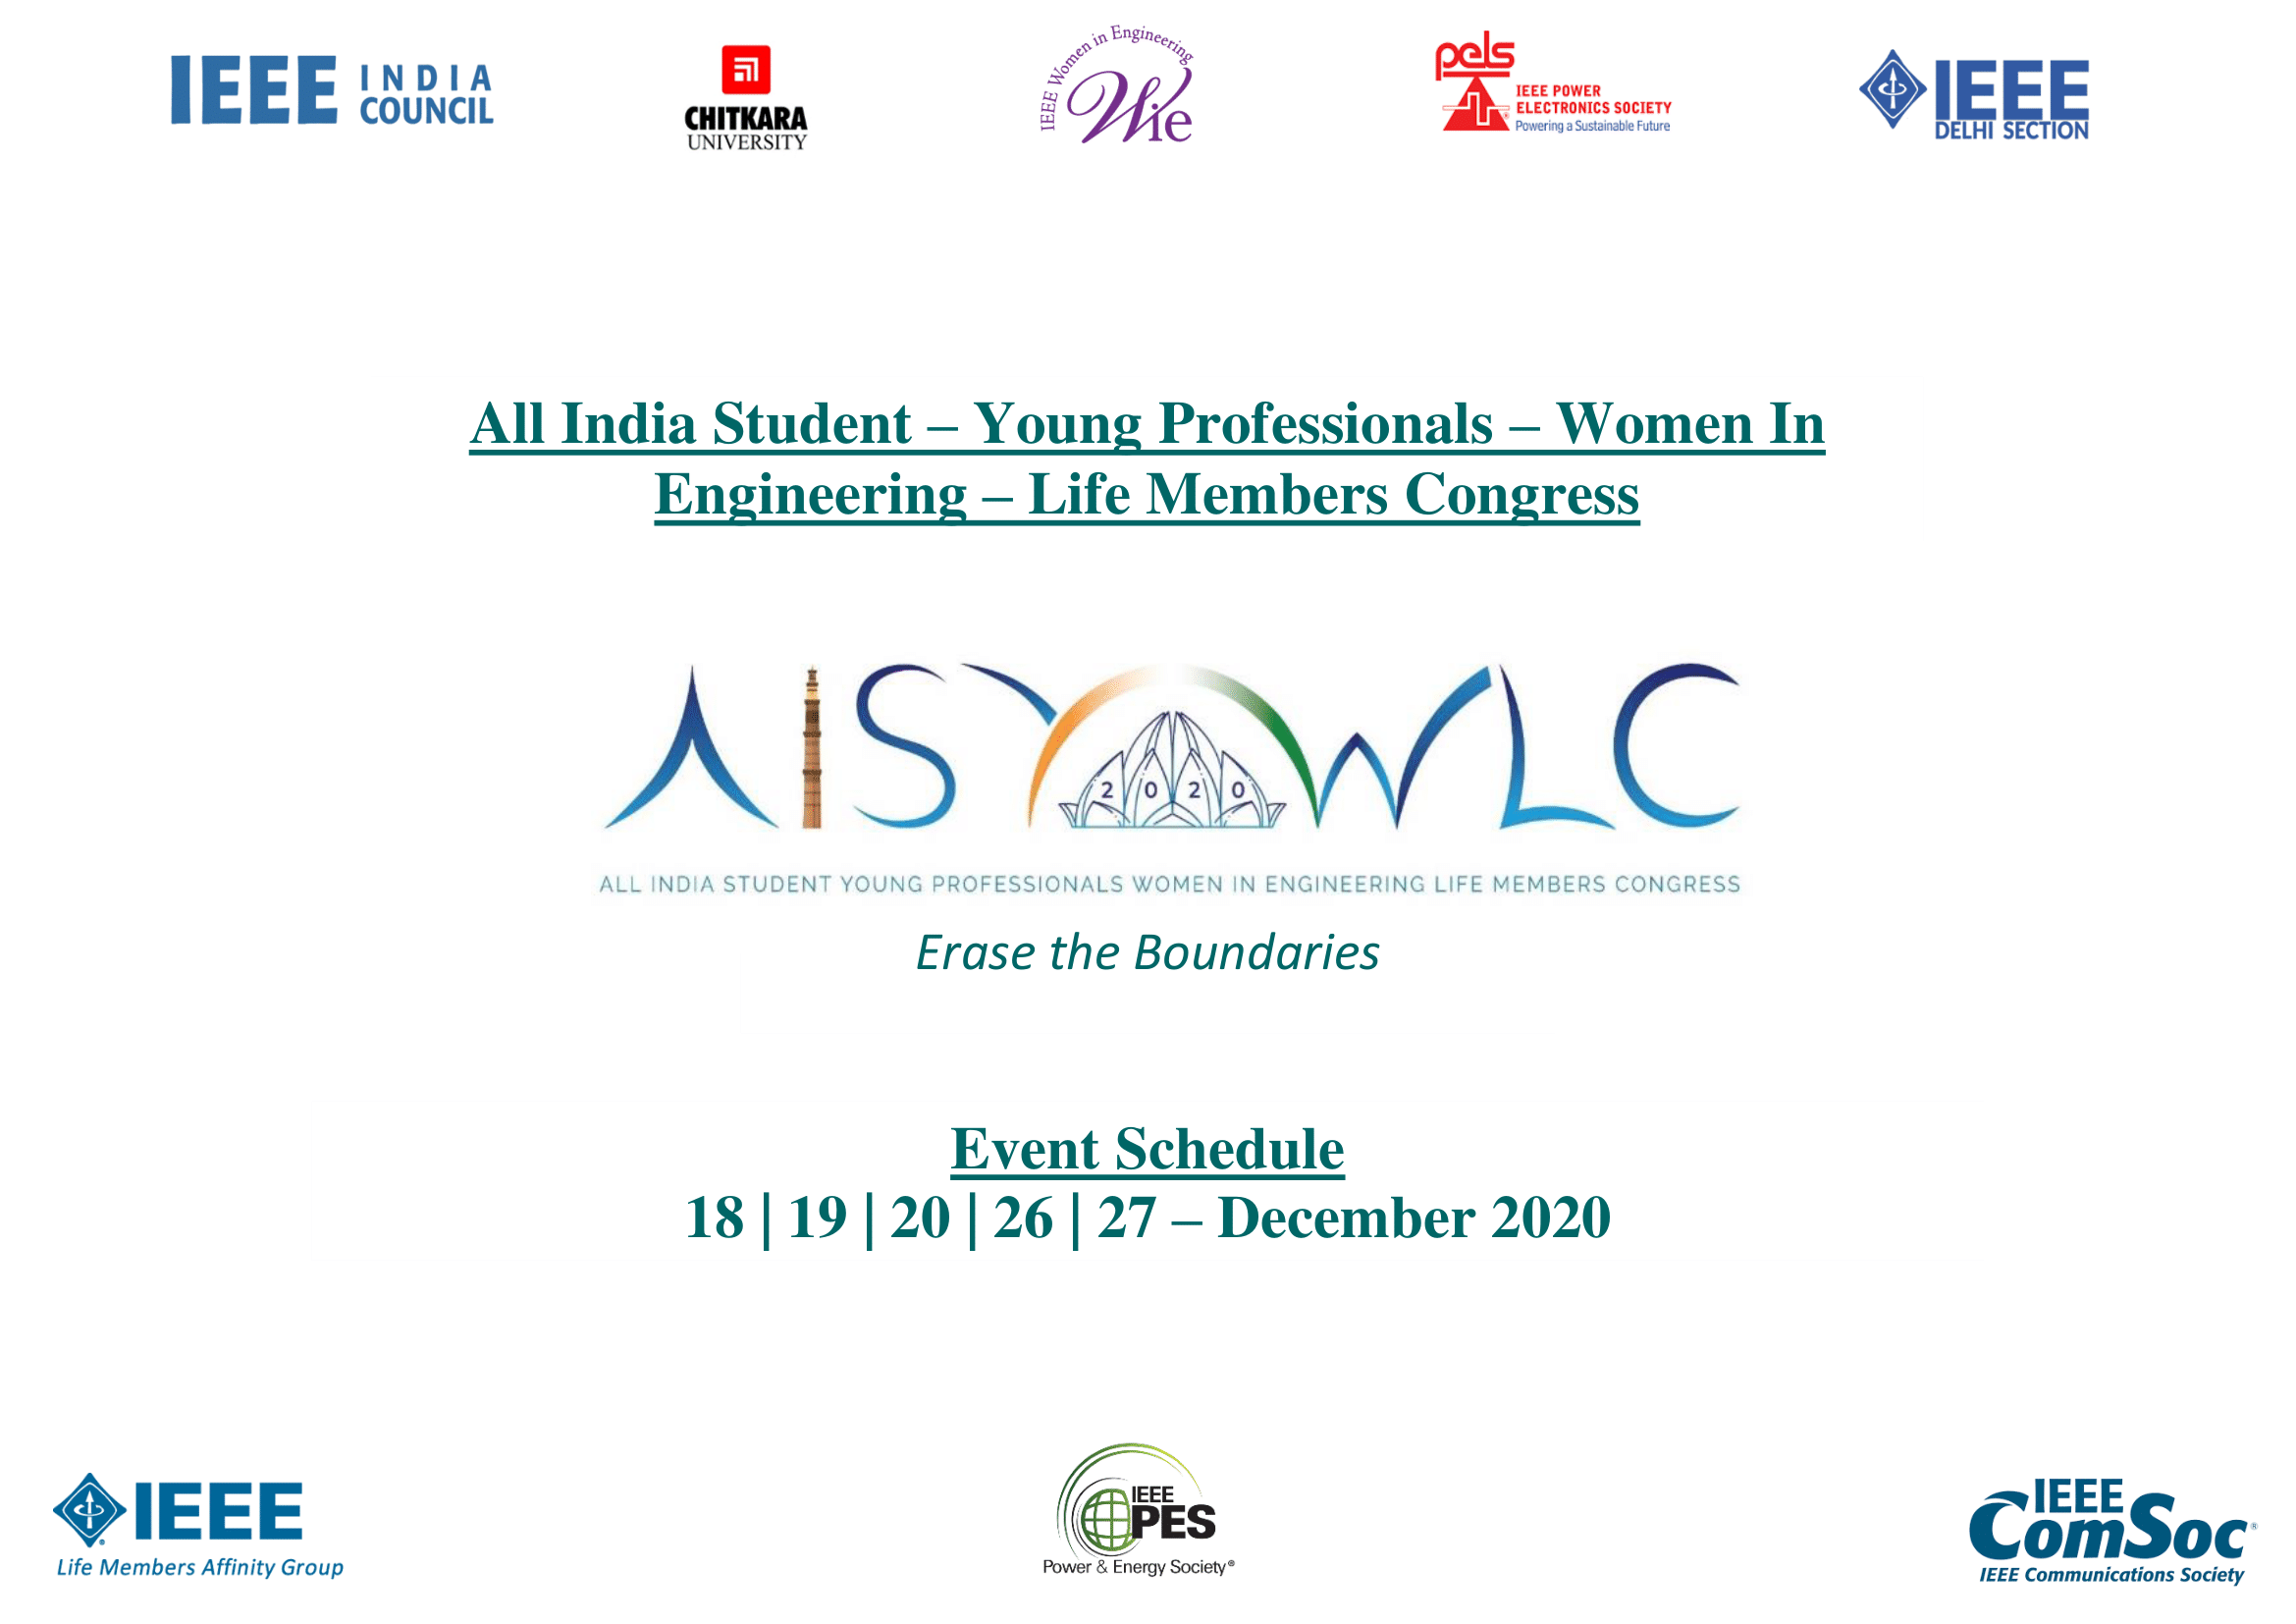 IEEE INDIA COUNCIL
CHITKARA
UNIVERSITY
IEEE Women in Engineering
Wie
pels
IEEE POWER
ELECTRONICS SOCIETY
Powering a Sustainable Future
IEEE
DELHI SECTION
All India Student – Young Professionals – Women In
Engineering – Life Members Congress
AISYWLC
2020
ALL INDIA STUDENT YOUNG PROFESSIONALS WOMEN IN ENGINEERING LIFE MEMBERS CONGRESS
Erase the Boundaries
Event Schedule
18 | 19 | 20 | 26 | 27 – December 2020
IEEE
Life Members Affinity Group
IEEE
PES
Power & Energy Society®
IEEE
ComSoc®
IEEE Communications Society